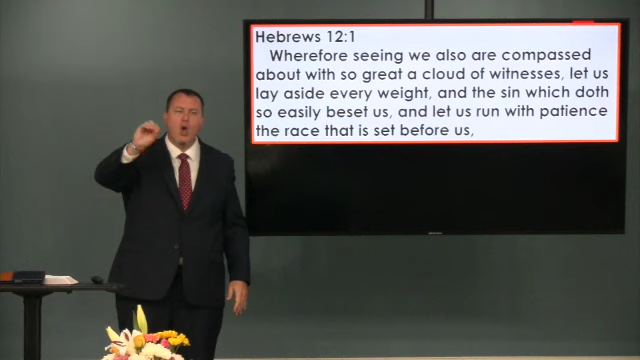 Hebrews 12:1
Wherefore seeing we also are compassed
about with so great a cloud of witnesses, let us
lay aside every weight, and the sin which doth
so easily beset us, and let us run with patience
the race that is set before us,